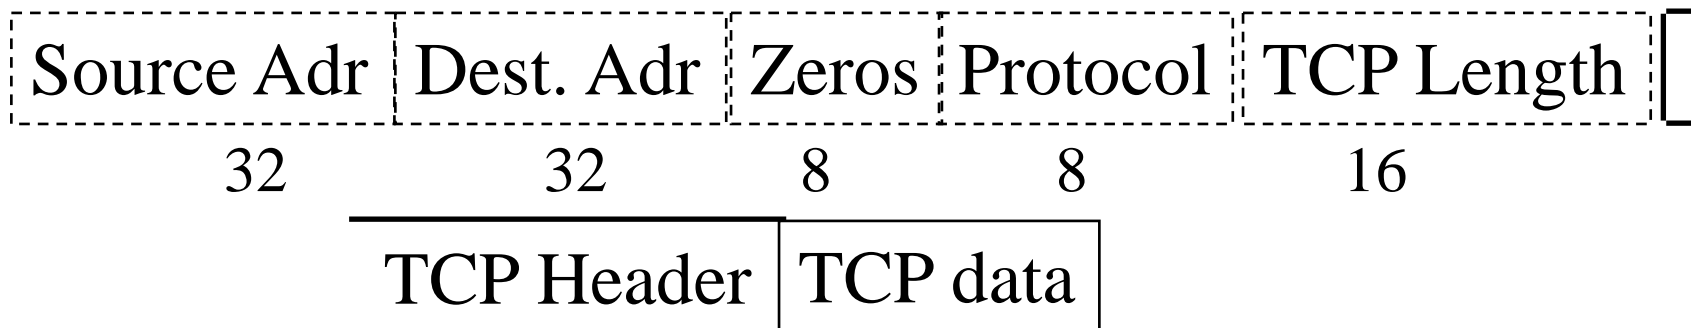 Source Adr Dest. Adr Zeros Protocol TCP Length
32 32 8 8 16
TCP Header TCP data